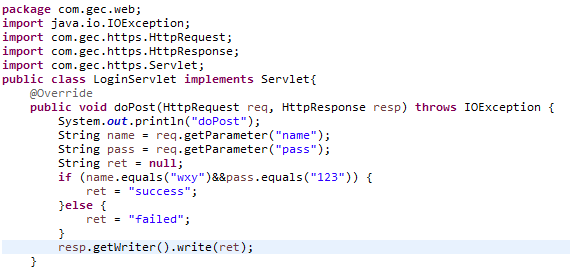 package com.gec.web;
import java.io.IOException;
import com.gec.https.HttpRequest;
import com.gec.https.HttpResponse;
import com.gec.https.Servlet;
public class LoginServlet implements Servlet{
    @Override
    public void doPost(HttpRequest req, HttpResponse resp) throws IOException {
        System.out.println("doPost");
        String name = req.getParameter("name");
        String pass = req.getParameter("pass");
        String ret = null;
        if (name.equals("wxy")&&pass.equals("123")) {
            ret = "success";
        }else {
            ret = "failed";
        }
        resp.getWriter().write(ret);
    }